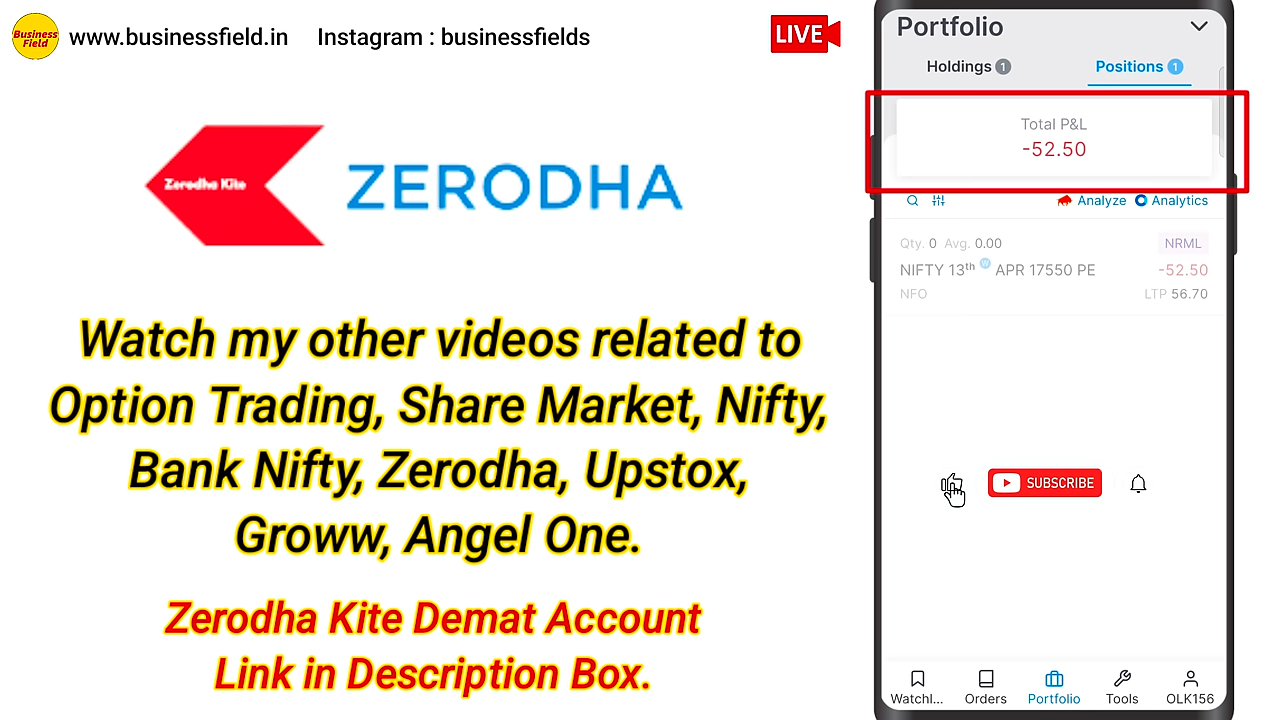 Business
Field
www.businessfield.in
Instagram : businessfields
LIVE
Zerodha Kite
ZERODHA
Watch my other videos related to
Option Trading, Share Market, Nifty,
Bank Nifty, Zerodha, Upstox,
Groww, Angel One.
Zerodha Kite Demat Account
Link in Description Box.
Portfolio
Holdings 1
Positions 1
Total P&L
-52.50
Analyze
Analytics
Qty. 0 Avg. 0.00 NRML
NIFTY 13th W APR 17550 PE -52.50
NFO LTP 56.70
SUBSCRIBE
Watchl... Orders Portfolio Tools OLK156